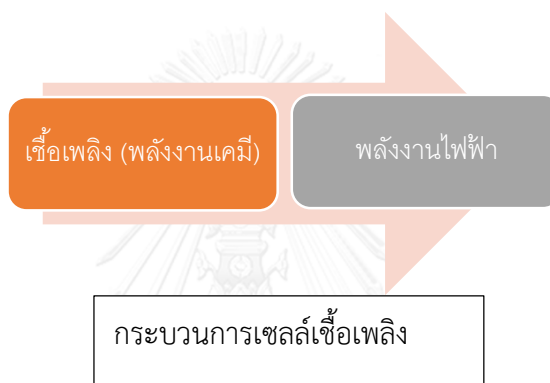 เชื้อเพลิง (พลังงานเคมี)
พลังงานไฟฟ้า
กระบวนการเซลล์เชื้อเพลิง